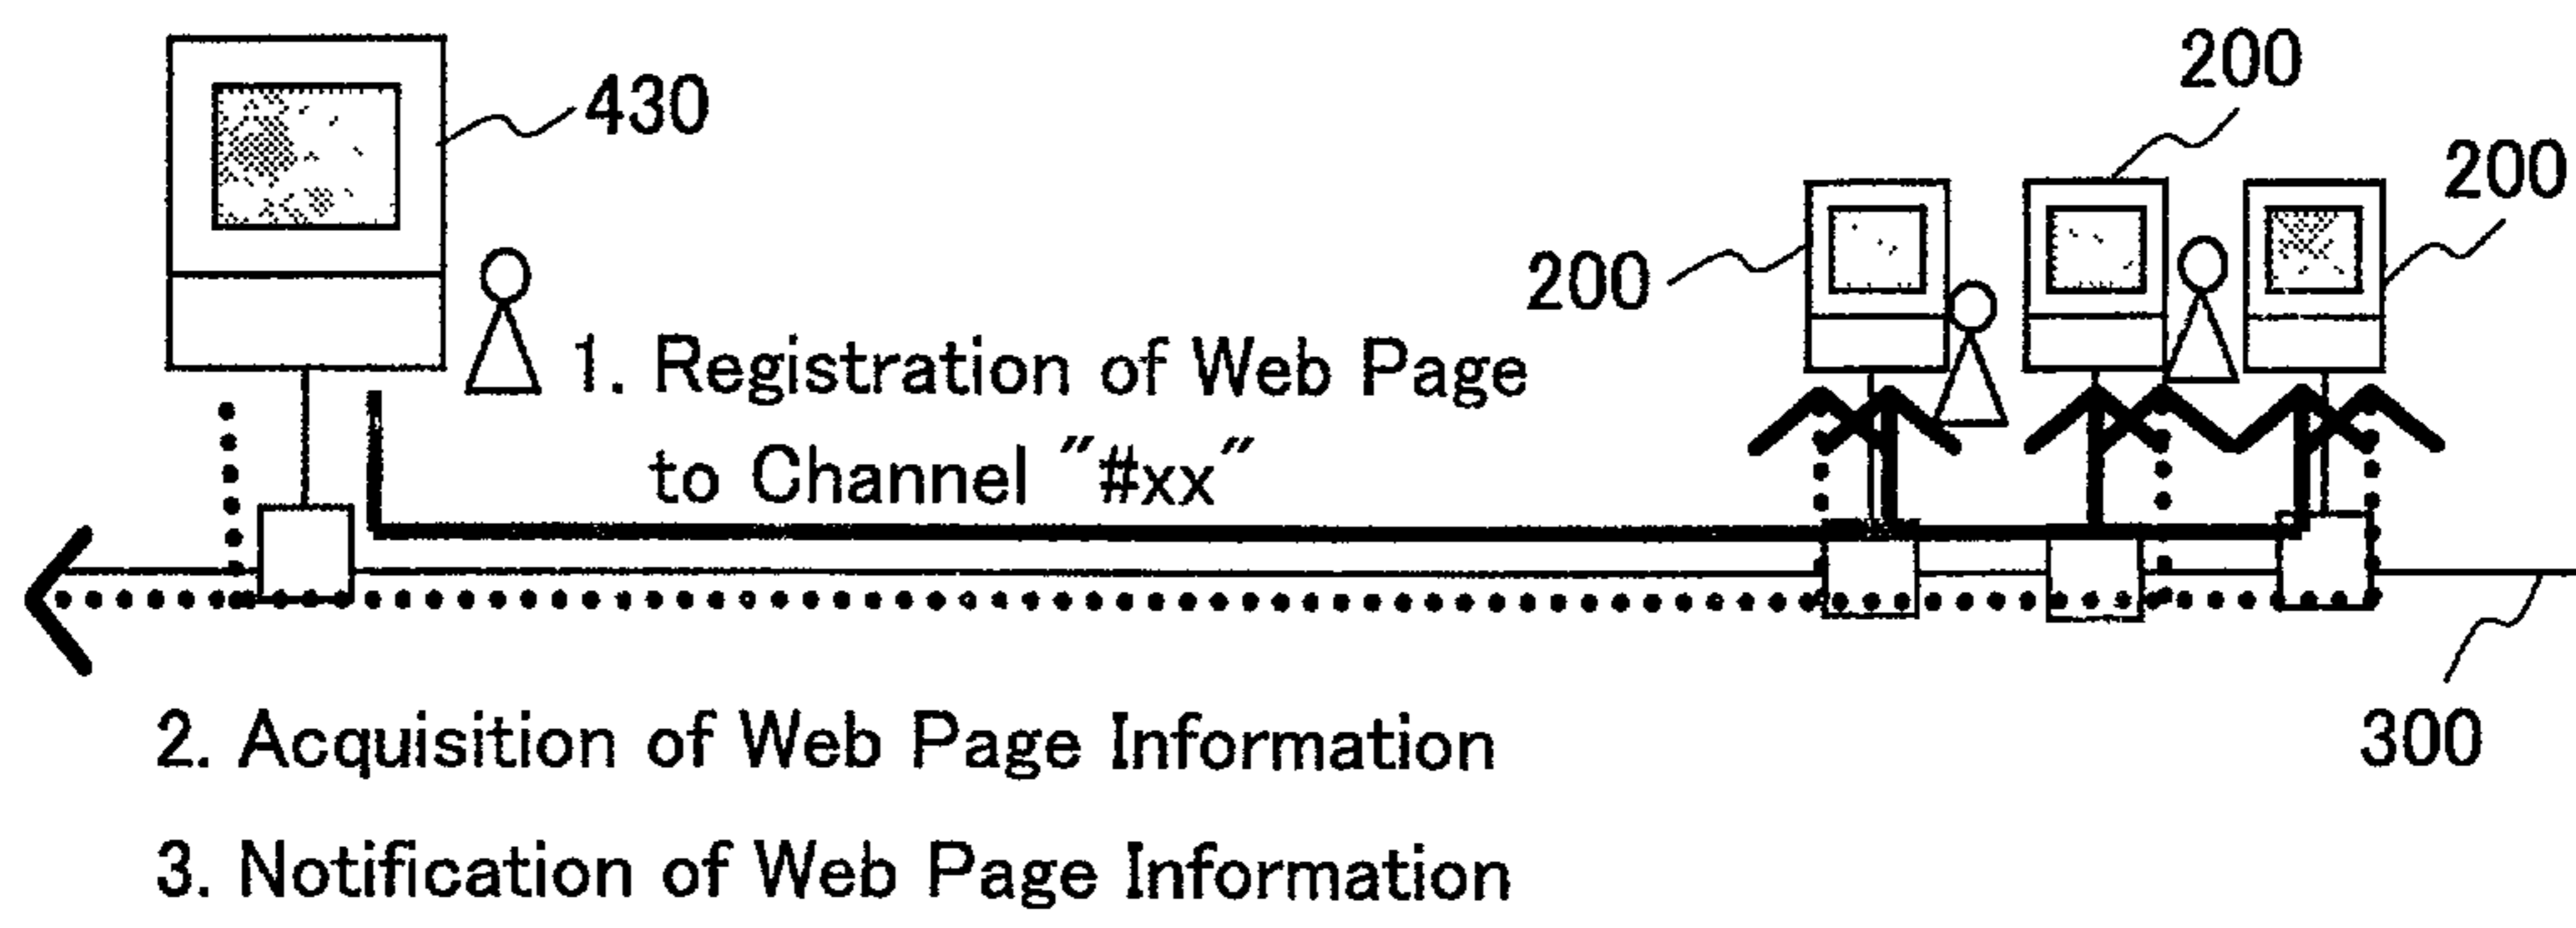 430
200
200
200
1. Registration of Web Page
to Channel "#xx"
300
2. Acquisition of Web Page Information
3. Notification of Web Page Information